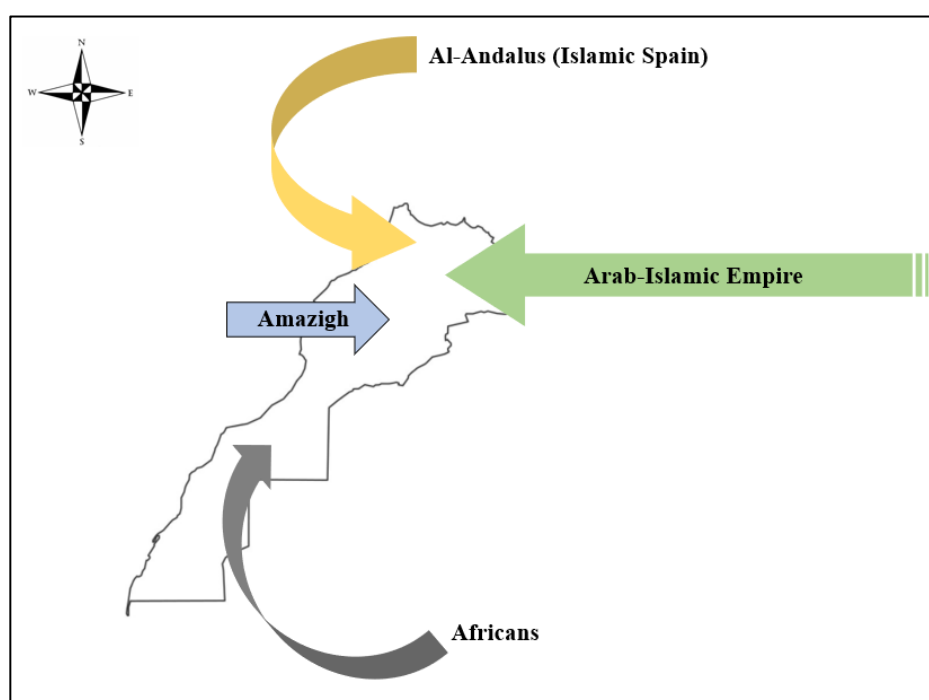 N
W
E
S
Al-Andalus (Islamic Spain)
Arab-Islamic Empire
Amazigh
Africans